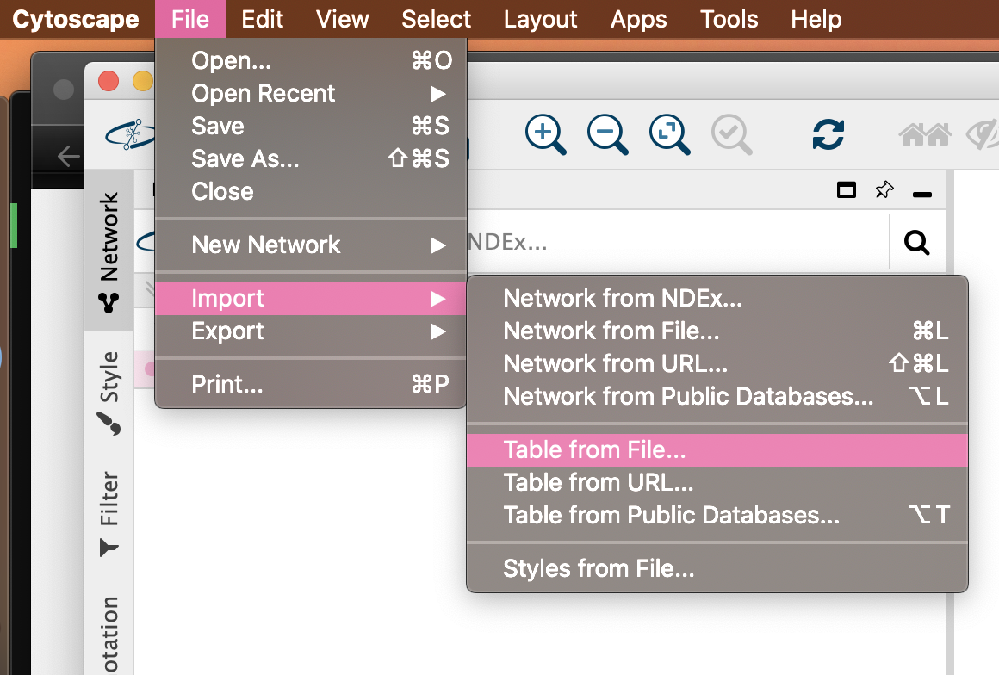 Cytoscape File Edit View Select Layout Apps Tools Help
Open... ⌘O
Open Recent ▶
Save ⌘S
Save As... ⇧⌘S
Close
New Network ▶
Import ▶
Export ▶
Print... ⌘P
NDEx...
Network from NDEx...
Network from File... ⌘L
Network from URL... ⇧⌘L
Network from Public Databases... ⌥L
Table from File...
Table from URL...
Table from Public Databases... ⌥T
Styles from File...
Network
Style
Filter
otation